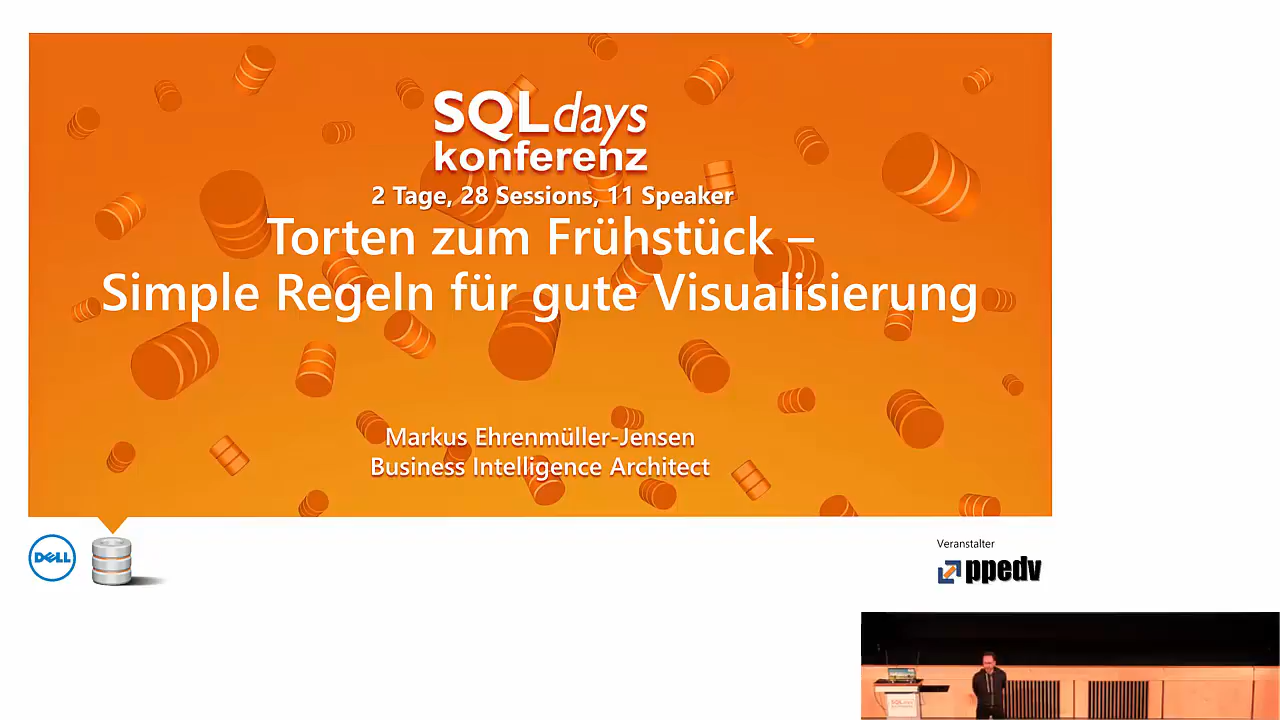 SQLdays
konferenz
2 Tage, 28 Sessions, 11 Speaker
Torten zum Frühstück –
Simple Regeln für gute Visualisierung
Markus Ehrenmüller-Jensen
Business Intelligence Architect
DELL
Veranstalter
ppedv
SQLdays